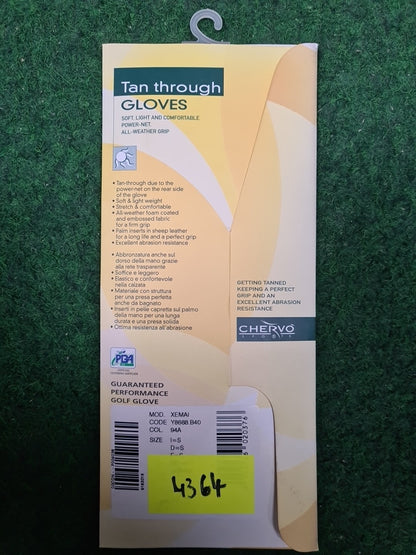 Tan through
GLOVES
SOFT, LIGHT AND COMFORTABLE
POWER-NET.
ALL-WEATHER GRIP
• Tan-through due to the
power-net on the rear side
of the glove
• Soft & light weight
• Stretch & comfortable
• All-weather foam coated
and embossed fabric
for a firm grip
• Palm inserts in sheep leather
for a long life and a perfect grip
• Excellent abrasion resistance
• Abbronzatura anche sul
dorso della mano grazie
alla rete trasparente
• Soffice e leggero
• Elastico e confortevole
nella calzata
• Materiale con struttura
per una presa perfetta
anche da bagnato
• Inserti in pelle capretta sul palmo
della mano per una lunga
durata e una presa solida
• Ottima resistenza all'abrasione
GETTING TANNED
KEEPING A PERFECT
GRIP AND AN
EXCELLENT ABRASION
RESISTANCE
CHERVÒ
SPORTS
PGA
GUARANTEED
PERFORMANCE
GOLF GLOVE
MOD. XEMAI
CODE Y8688.B40
COL. 94A
SIZE I=S
D=S
4364
020376